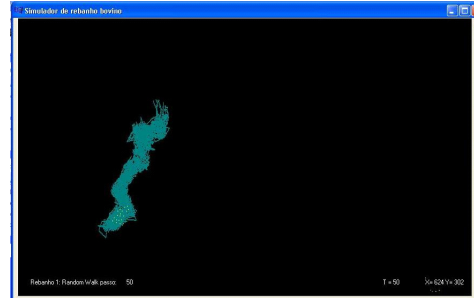 Simulador de rebanho bovino
Rebanho 1: Random Walk passo: 50 T = 50 X= 624 Y= 302